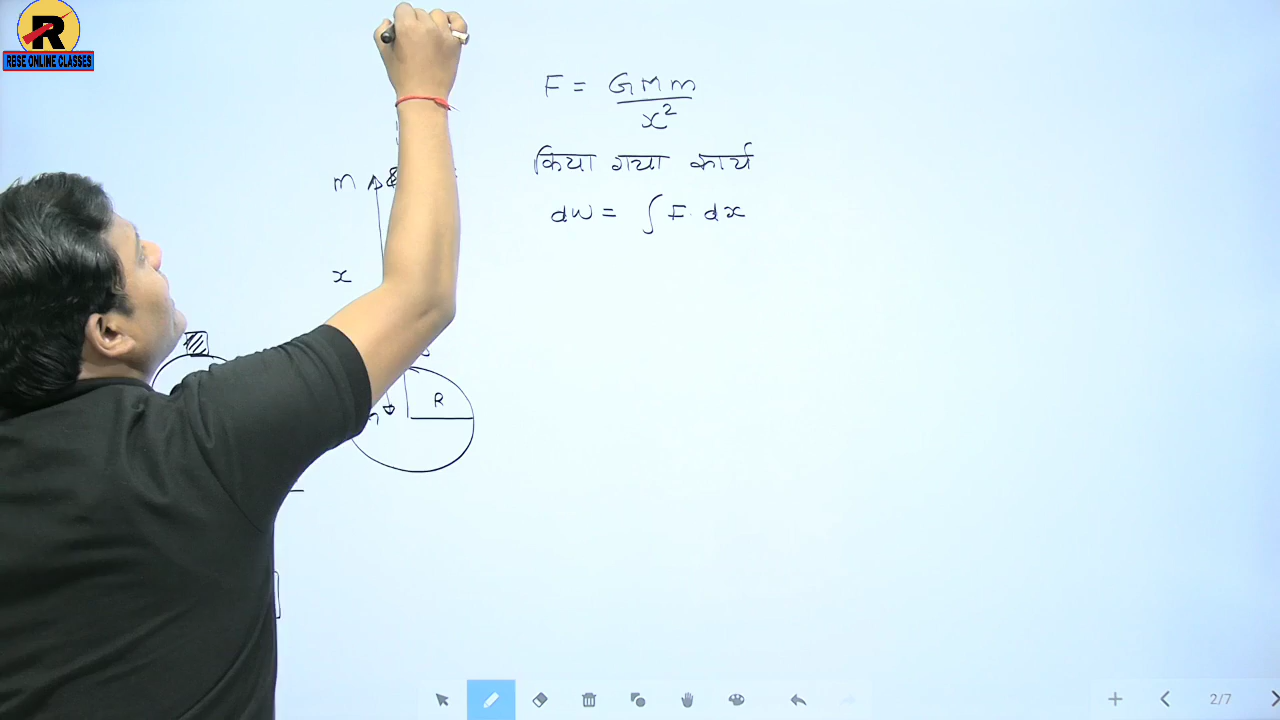 R
RBSE ONLINE CLASSES
F = GMm / x²
किया गया कार्य
dW = ∫ F. dx
m
x
R
2/7